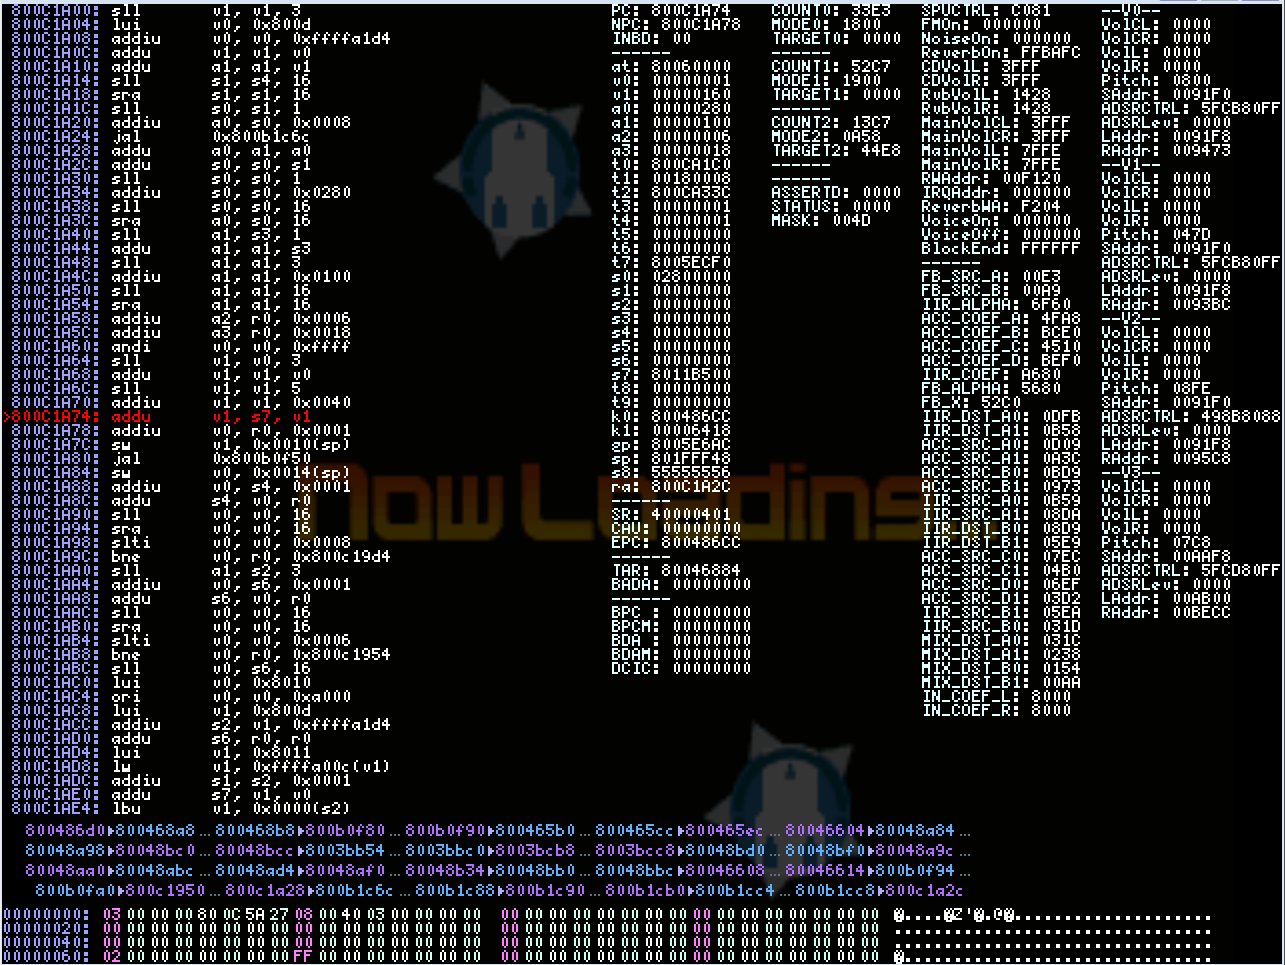 800C1A00: sll v1, v1, 3
800C1A04: lui v0, 0x800d
800C1A08: addiu v0, v0, 0xffffa1d4
800C1A0C: addu v1, v1, v0
800C1A10: addu a1, a1, v1
800C1A14: sll s1, s4, 16
800C1A18: sra s1, s1, 16
800C1A1C: sll s0, s1, 1
800C1A20: addiu a0, s0, 0x0008
800C1A24: jal 0x800b1c6c
800C1A28: addu a0, a1, a0
800C1A2C: addu s0, s0, s1
800C1A30: sll s0, s0, 1
800C1A34: addiu s0, s0, 0x0280
800C1A38: sll s0, s0, 16
800C1A3C: sra a0, s0, 16
800C1A40: sll a1, s3, 1
800C1A44: addu a1, a1, s3
800C1A48: sll a1, a1, 3
800C1A4C: addiu a1, a1, 0x0100
800C1A50: sll a1, a1, 16
800C1A54: sra a1, a1, 16
800C1A58: addiu a2, r0, 0x0006
800C1A5C: addiu a3, r0, 0x0018
800C1A60: andi v0, v0, 0xffff
800C1A64: sll v1, v0, 3
800C1A68: addu v1, v1, v0
800C1A6C: sll v1, v1, 5
800C1A70: addiu v1, v1, 0x0040
>800C1A74: addu v1, s7, v1
800C1A78: addiu v0, r0, 0x0001
800C1A7C: sw v1, 0x0010(sp)
800C1A80: jal 0x800b0f50
800C1A84: sw v0, 0x0014(sp)
800C1A88: addiu v0, s4, 0x0001
800C1A8C: addu s4, v0, r0
800C1A90: sll v0, v0, 16
800C1A94: sra v0, v0, 16
800C1A98: slti v0, v0, 0x0008
800C1A9C: bne v0, r0, 0x800c19d4
800C1AA0: sll a1, s2, 3
800C1AA4: addiu v0, s6, 0x0001
800C1AA8: addu s6, v0, r0
800C1AAC: sll v0, v0, 16
800C1AB0: sra v0, v0, 16
800C1AB4: slti v0, v0, 0x0006
800C1AB8: bne v0, r0, 0x800c1954
800C1ABC: sll v0, s6, 16
800C1AC0: lui v0, 0x8010
800C1AC4: ori v0, v0, 0xa000
800C1AC8: lui v1, 0x800d
800C1ACC: addiu s2, v1, 0xffffa1d4
800C1AD0: addu s6, r0, r0
800C1AD4: lui v1, 0x8011
800C1AD8: lw v1, 0xffffa00c(v1)
800C1ADC: addiu s1, s2, 0x0001
800C1AE0: addu s7, v1, v0
800C1AE4: lbu v1, 0x0000(s2)
PC: 800C1A74
NPC: 800C1A78
INBD: 00
------
at: 80060000
v0: 00000001
v1: 00000160
a0: 00000280
a1: 00000100
a2: 00000006
a3: 00000018
t0: 800CA1C0
t1: 00180008
t2: 800CA33C
t3: 00000001
t4: 00000001
t5: 00000000
t6: 00000000
t7: 8005ECF0
s0: 02800000
s1: 00000000
s2: 00000000
s3: 00000000
s4: 00000000
s5: 00000000
s6: 00000000
s7: 8011B500
t8: 00000000
t9: 00000000
k0: 800486CC
k1: 00006418
gp: 8005E6AC
sp: 801FFF48
s8: 55555556
ra: 800C1A2C
------
SR: 40000401
CAU: 00000000
EPC: 800486CC
------
TAR: 80046884
BADA: 00000000
------
BPC : 00000000
BPCM: 00000000
BDA : 00000000
BDAM: 00000000
DCIC: 00000000
COUNT0: 33E3
MODE0: 1800
TARGET0: 0000
------
COUNT1: 52C7
MODE1: 1900
TARGET1: 0000
------
COUNT2: 13C7
MODE2: 0A58
TARGET2: 44E8
------
------
ASSERTD: 0000
STATUS: 0000
MASK: 004D
SPUCTRL: C081
FMOn: 000000
NoiseOn: 000000
ReverbOn: FFBAFC
CDVolL: 3FFF
CDVolR: 3FFF
RvbVolL: 1428
RvbVolR: 1428
MainVolCL: 3FFF
MainVolCR: 3FFF
MainVolL: 7FFE
MainVolR: 7FFE
RWAddr: 00F121
IRQAddr: 000000
ReverbWA: F204
VoiceOn: 000000
VoiceOff: 000000
BlockEnd: FFFFFF
------
FB_SRC_A: 00E3
FB_SRC_B: 00A9
IIR_ALPHA: 6F60
ACC_COEF_A: 4FA8
ACC_COEF_B: BCE0
ACC_COEF_C: 4510
ACC_COEF_D: BEF0
IIR_COEF: A680
FB_ALPHA: 5680
FB_X: 52C0
IIR_DST_A0: 0DFB
IIR_DST_A1: 0B58
ACC_SRC_A0: 0D09
ACC_SRC_A1: 0A3C
ACC_SRC_B0: 0BD9
ACC_SRC_B1: 0973
IIR_SRC_A0: 0B59
IIR_SRC_A1: 08DA
IIR_DST_B0: 08D9
IIR_DST_B1: 05E9
ACC_SRC_C0: 07EC
ACC_SRC_C1: 04B0
ACC_SRC_D0: 06EF
ACC_SRC_D1: 03D2
IIR_SRC_B1: 05EA
IIR_SRC_B0: 031D
MIX_DST_A0: 031C
MIX_DST_A1: 0238
MIX_DST_B0: 0154
MIX_DST_B1: 00AA
IN_COEF_L: 8000
IN_COEF_R: 8000
--V0--
VolCL: 0000
VolCR: 0000
VolL: 0000
VolR: 0000
Pitch: 0800
SAddr: 0091F0
ADSRCTRL: 5FCB80FF
ADSRLev: 0000
LAddr: 0091F8
RAddr: 009473
--V1--
VolCL: 0000
VolCR: 0000
VolL: 0000
VolR: 0000
Pitch: 047D
SAddr: 0091F0
ADSRCTRL: 5FCB80FF
ADSRLev: 0000
LAddr: 0091F8
RAddr: 0093BC
--V2--
VolCL: 0000
VolCR: 0000
VolL: 0000
VolR: 0000
Pitch: 08FE
SAddr: 0091F0
ADSRCTRL: 498B8088
ADSRLev: 0000
LAddr: 0091F8
RAddr: 0095C8
--V3--
VolCL: 0000
VolCR: 0000
VolL: 0000
VolR: 0000
Pitch: 07C8
SAddr: 00AAF8
ADSRCTRL: 5FCD80FF
ADSRLev: 0000
LAddr: 00AB00
RAddr: 00BECC
Now Loading...
800486d0▸800468a8 ... 800468b8▸800b0f80 ... 800b0f90▸800465b0 ... 800465cc▸800465ec ... 80046604▸80048a84 ...
80048a98▸80048bc0 ... 80048bcc▸8003bb54 ... 8003bbc0▸8003bcb8 ... 8003bcc8▸80048bd0 ... 80048bf0▸80048a9c ...
80048aa0▸80048abc ... 80048ad4▸80048af0 ... 80048b34▸80048bb0 ... 80048bbc▸80046608 ... 80046614▸800b0f94 ...
800b0fa0▸800c1950 ... 800c1a28▸800b1c6c ... 800b1c88▸800b1c90 ... 800b1cb0▸800b1cc4 ... 800b1cc8▸800c1a2c
00000000: 03 00 00 00 80 0C 5A 27 08 00 40 03 00 00 00 00 00 00 00 00 00 00 00 00 00 00 00 00 00 00 00 00
00000020: 00 00 00 00 00 00 00 00 00 00 00 00 00 00 00 00 00 00 00 00 00 00 00 00 00 00 00 00 00 00 00 00
00000040: 00 00 00 00 00 00 00 00 00 00 00 00 00 00 00 00 00 00 00 00 00 00 00 00 00 00 00 00 00 00 00 00
00000060: 02 00 00 00 00 00 00 00 FF 00 00 00 00 00 00 00 00 00 00 00 00 00 00 00 00 00 00 00 00 00 00 00